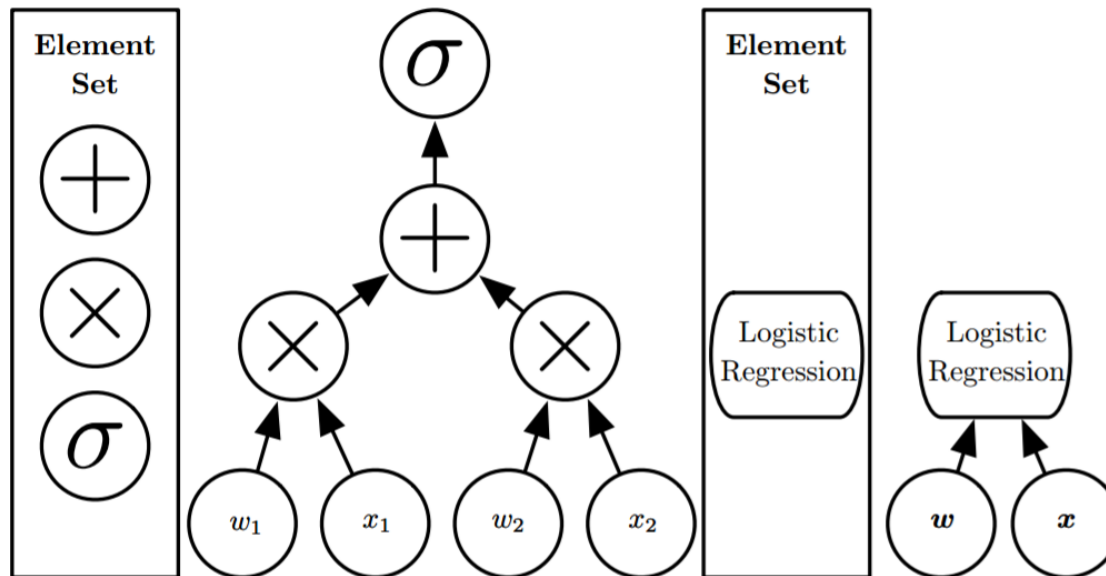 Element
Set
+
×
σ
σ
+
× ×
w₁ x₁ w₂ x₂
Element
Set
Logistic
Regression
Logistic
Regression
w x